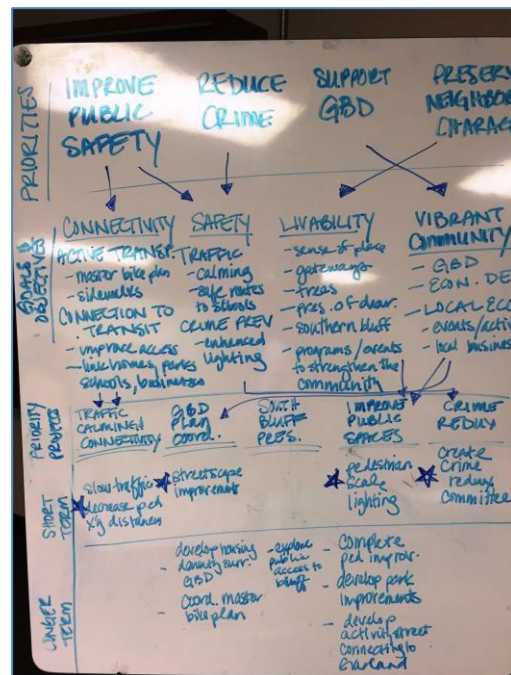 PRIORITIES
IMPROVE
PUBLIC
SAFETY
REDUCE
CRIME
SUPPORT
GBD
PRESERV
NEIGHBOR
CHARAC
GOALS &
OBJECTIVES
CONNECTIVITY
ACTIVE TRANSP.
- master bike plan
- sidewalks
CONNECTION TO
TRANSIT
- improve access
- link homes, parks
schools, businesses
SAFETY
TRAFFIC
- calming
- safe routes
to schools
CRIME PREV
- enhanced
lighting
LIVABILITY
- sense of place
- gateways
- trees
- pres. of char.
- southern bluff
- programs/events
to strengthen the
community
VIBRANT
COMMUNITY
- GBD
- ECON. DE
- LOCAL ECO
- events/activ
- local busines
PRIORITY
PROJECTS
TRAFFIC
CALMING &
CONNECTIVITY
GBD
PLAN
COORD.
SOUTH
BLUFF
PRES.
IMPROVE
PUBLIC
SPACES
CRIME
REDUX
SHORT
TERM
slow traffic
decrease ped
x'g distances
streetscape
improvements
pedestrian
scale
lighting
create
crime
redux
committee
LONGER
TERM
- develop housing
density surr.
GBD
- Coord. master
bike plan
- explore
public
access to
bluff
- complete
ped improv.
- develop park
improvements
- develop
activity street
connecting to